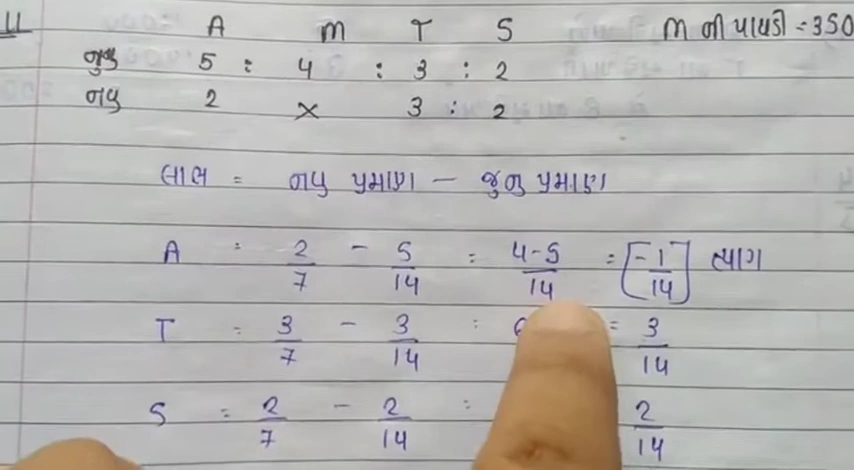 11 A M T S M ની પાઘડી = 350
જુનુ 5 : 4 : 3 : 2
નવુ 2 × 3 : 2
લાભ = નવુ પ્રમાણ - જુનુ પ્રમાણ
A = 2/7 - 5/14 = 4-5/14 = [-1/14] ત્યાગ
T = 3/7 - 3/14 = 6 = 3/14
S = 2/7 - 2/14 = 2/14